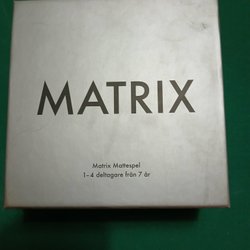 MATRIX
Matrix Mattespel
1–4 deltagare från 7 år